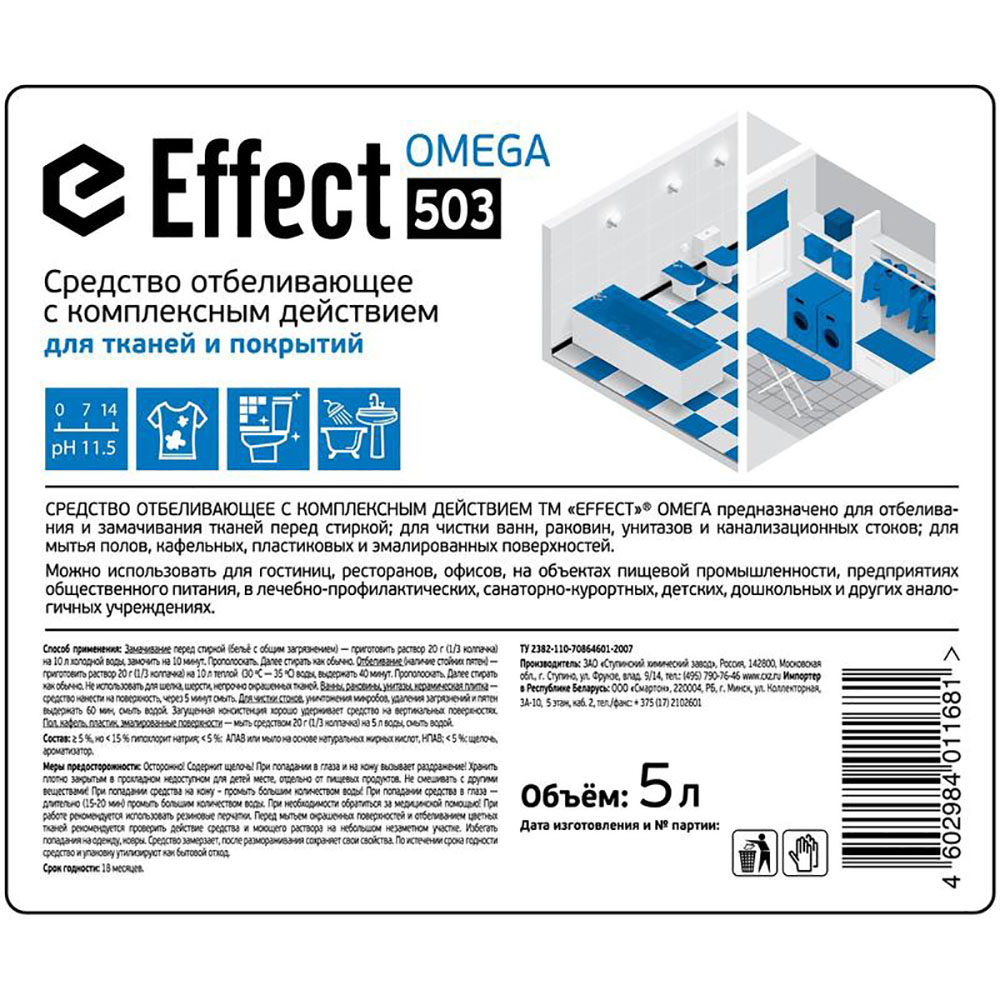 e Effect OMEGA
503
Средство отбеливающее
с комплексным действием
для тканей и покрытий
0 7 14
pH 11.5
СРЕДСТВО ОТБЕЛИВАЮЩЕЕ С КОМПЛЕКСНЫМ ДЕЙСТВИЕМ ТМ «EFFECT»® ОМЕГА предназначено для отбелива-
ния и замачивания тканей перед стиркой; для чистки ванн, раковин, унитазов и канализационных стоков; для
мытья полов, кафельных, пластиковых и эмалированных поверхностей.
Можно использовать для гостиниц, ресторанов, офисов, на объектах пищевой промышленности, предприятиях
общественного питания, в лечебно-профилактических, санаторно-курортных, детских, дошкольных и других анало-
гичных учреждениях.
Способ применения: Замачивание перед стиркой (бельё с общим загрязнением) — приготовить раствор 20 г (1/3 колпачка)
на 10 л холодной воды, замочить на 10 минут. Прополоскать. Далее стирать как обычно. Отбеливание (наличие стойких пятен) —
приготовить раствор 20 г (1/3 колпачка) на 10 л теплой (30 °С — 35 °С) воды, выдержать 40 минут. Прополоскать. Далее стирать
как обычно. Не использовать для шелка, шерсти, непрочно окрашенных тканей. Ванны, раковины, унитазы, керамическая плитка —
средство нанести на поверхность, через 5 минут смыть. Для чистки стоков, уничтожения микробов, удаления загрязнений и пятен
выдержать 60 мин, смыть водой. Загущенная консистенция хорошо удерживает средство на вертикальных поверхностях.
Пол, кафель, пластик, эмалированные поверхности — мыть средством 20 г (1/3 колпачка) на 5 л воды, смыть водой.
Состав: ≥ 5 %, но < 15 % гипохлорит натрия; < 5 %: АПАВ или мыло на основе натуральных жирных кислот, НПАВ; < 5 %: щелочь,
ароматизатор.
Меры предосторожности: Осторожно! Содержит щелочь! При попадании в глаза и на кожу вызывает раздражение! Хранить
плотно закрытым в прохладном недоступном для детей месте, отдельно от пищевых продуктов. Не смешивать с другими
веществами! При попадании средства на кожу – промыть большим количеством воды! При попадании средства в глаза —
длительно (15-20 мин) промыть большим количеством воды. При необходимости обратиться за медицинской помощью! При
работе рекомендуется использовать резиновые перчатки. Перед мытьем окрашенных поверхностей и отбеливанием цветных
тканей рекомендуется проверить действие средства и моющего раствора на небольшом незаметном участке. Избегать
попадания на одежду, ковры. Средство замерзает, после размораживания сохраняет свои свойства. По истечении срока годности
средство и упаковку утилизируют как бытовой отход.
Срок годности: 18 месяцев.
ТУ 2382-110-70864601-2007
Производитель: ЗАО «Ступинский химический завод», Россия, 142800, Московская
обл., г. Ступино, ул. Фрунзе, влад. 9/14, тел.: (495) 790-76-46 www.cxz.ru Импортер
в Республике Беларусь: ООО «Смартон», 220004, РБ, г. Минск, ул. Коллекторная,
3А-10, 5 этаж, каб. 2, тел./факс: + 375 (17) 2102601
Объём: 5 л
Дата изготовления и № партии:
4 602984 011681 >